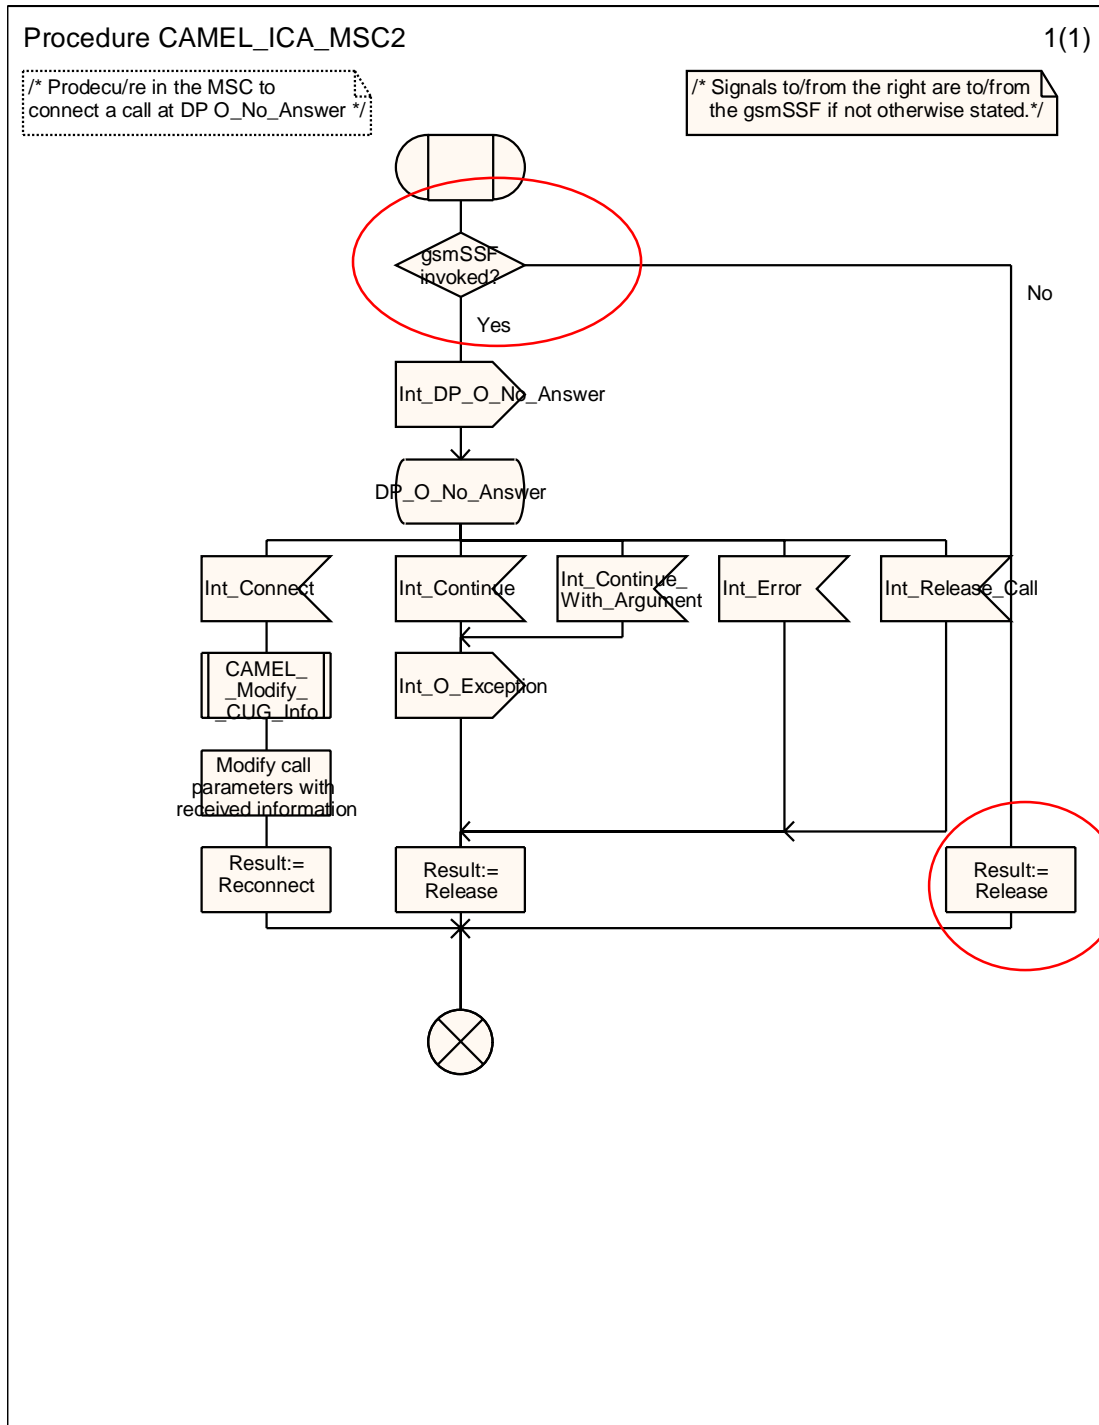 Procedure CAMEL_ICA_MSC2
1(1)
/* Prodecu/re in the MSC to
connect a call at DP O_No_Answer */
/* Signals to/from the right are to/from
the gsmSSF if not otherwise stated.*/
gsmSSF
invoked?
No
Yes
Int_DP_O_No_Answer
DP_O_No_Answer
Int_Connect
Int_Continue
Int_Continue_
With_Argument
Int_Error
Int_Release_Call
CAMEL_
_Modify_
_CUG_Info
Int_O_Exception
Modify call
parameters with
received information
Result:=
Reconnect
Result:=
Release
Result:=
Release